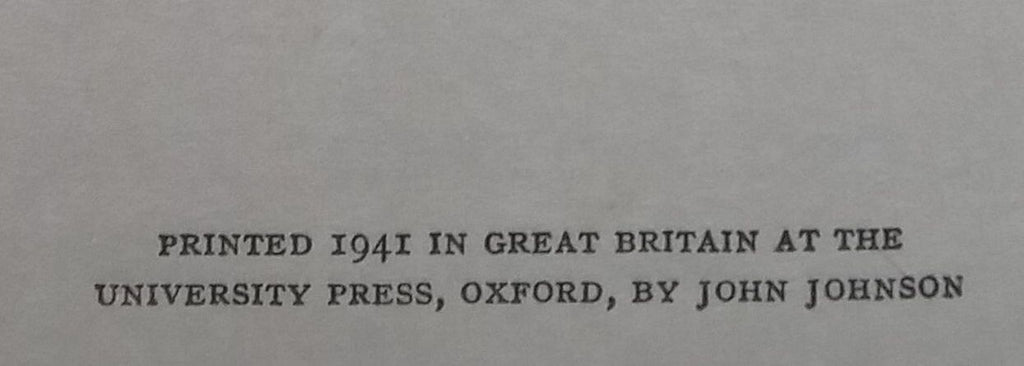 PRINTED 1941 IN GREAT BRITAIN AT THE
UNIVERSITY PRESS, OXFORD, BY JOHN JOHNSON